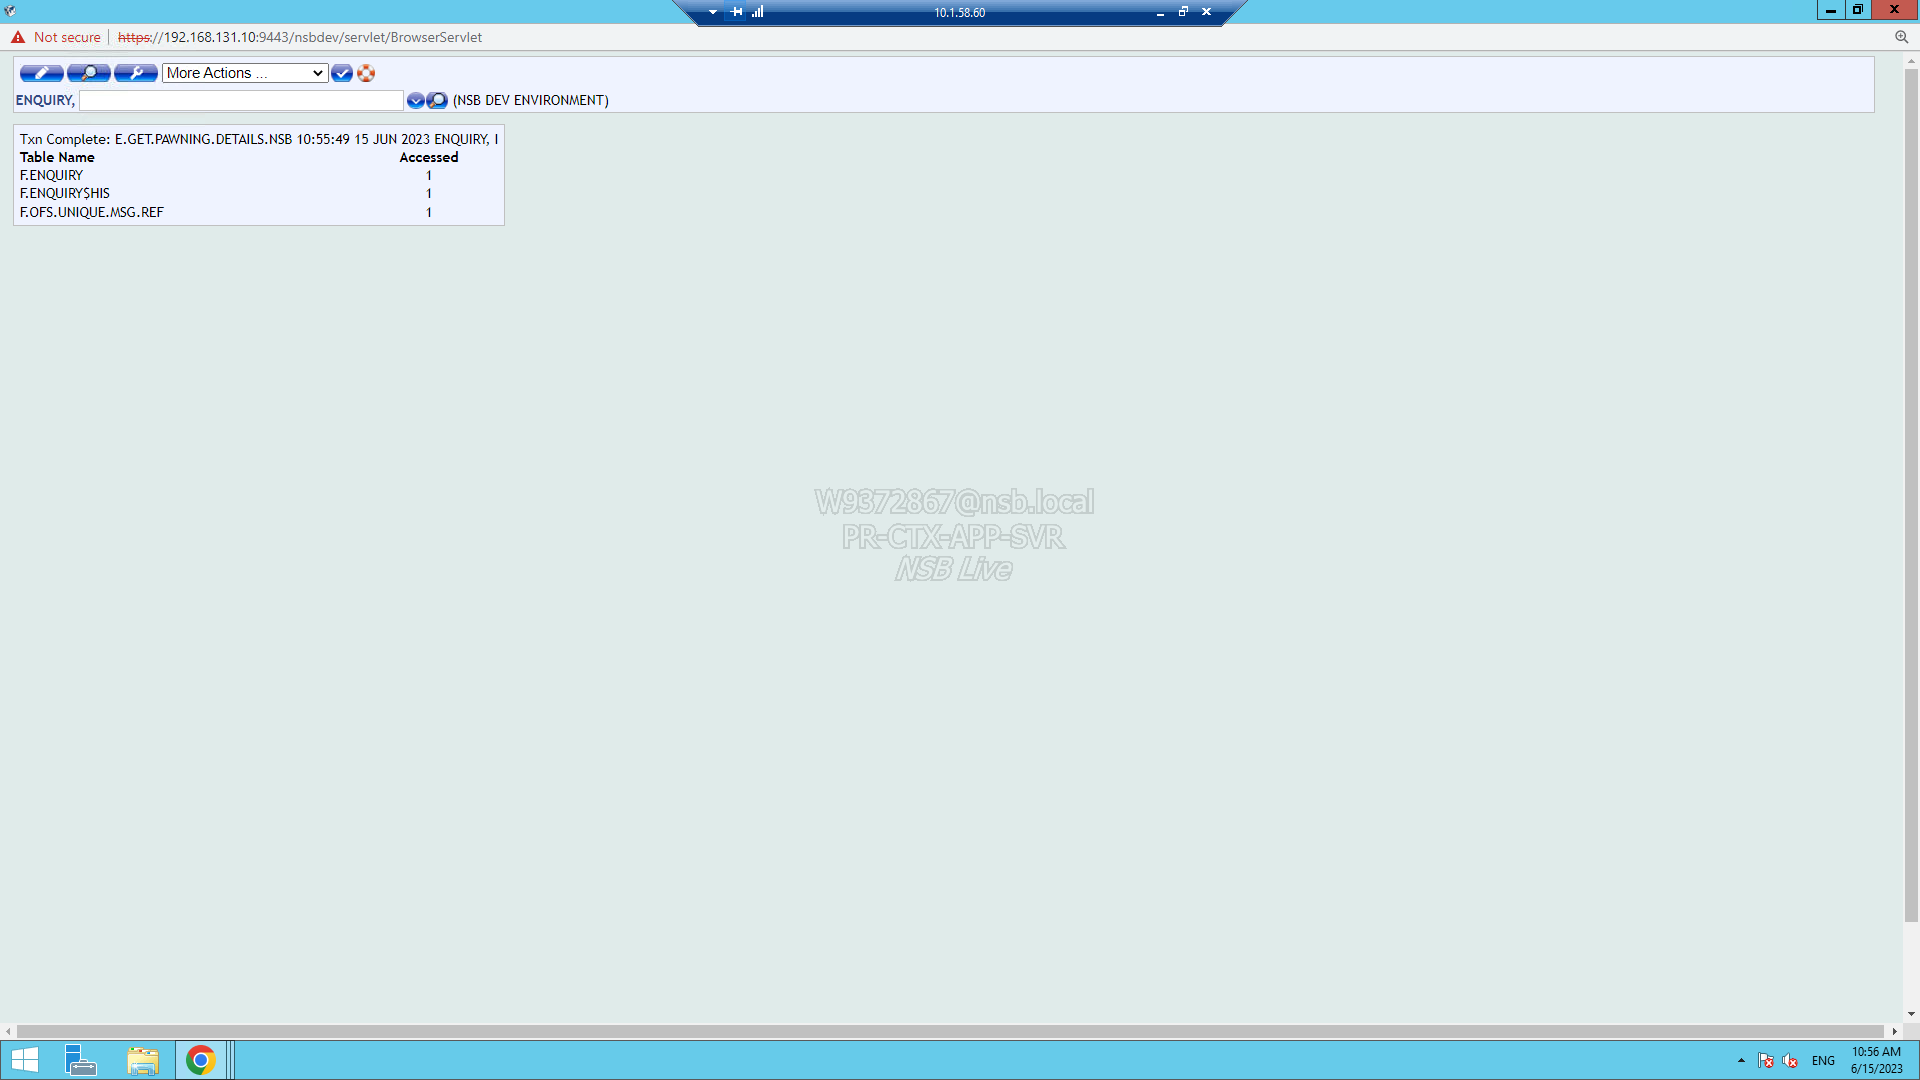 10.1.58.60
Not secure https://192.168.131.10:9443/nsbdev/servlet/BrowserServlet
More Actions ...
ENQUIRY, (NSB DEV ENVIRONMENT)
Txn Complete: E.GET.PAWNING.DETAILS.NSB 10:55:49 15 JUN 2023 ENQUIRY, I
Table Name Accessed
F.ENQUIRY 1
F.ENQUIRY$HIS 1
F.OFS.UNIQUE.MSG.REF 1
W9372867@nsb.local
PR-CTX-APP-SVR
NSB Live
ENG 10:56 AM
6/15/2023